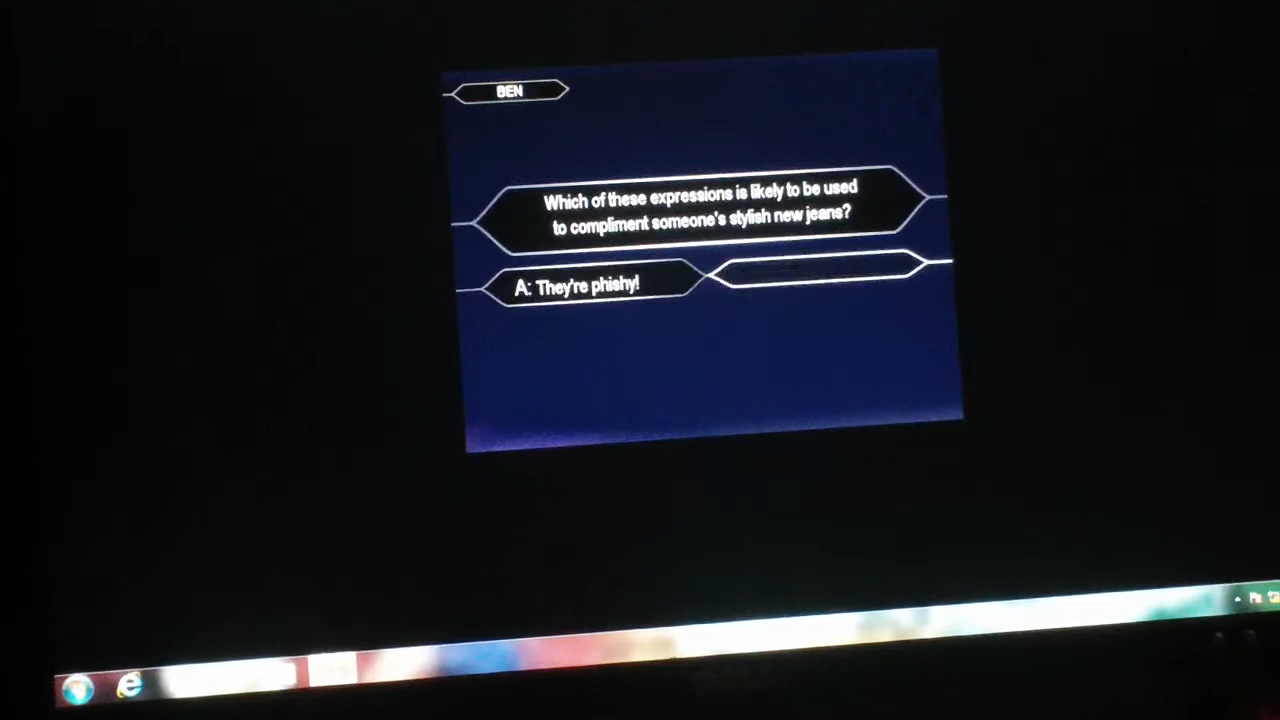 BEN
Which of these expressions is likely to be used
to compliment someone's stylish new jeans?
A: They're phishy!